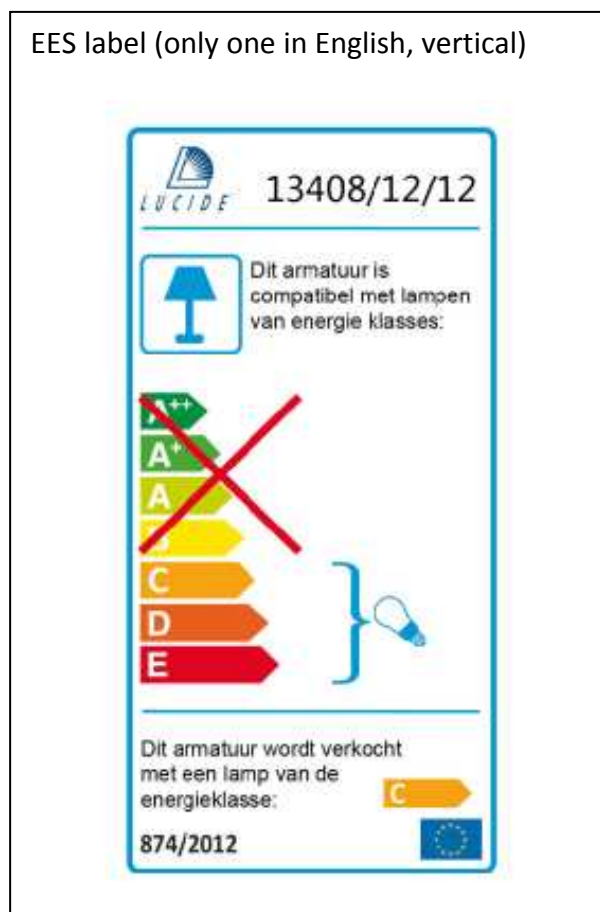 EES label (only one in English, vertical)
LUCIDE
13408/12/12
Dit armatuur is
compatibel met lampen
van energie klasses:
A++
A+
A
B
C
D
E
Dit armatuur wordt verkocht
met een lamp van de
energieklasse:
C
874/2012